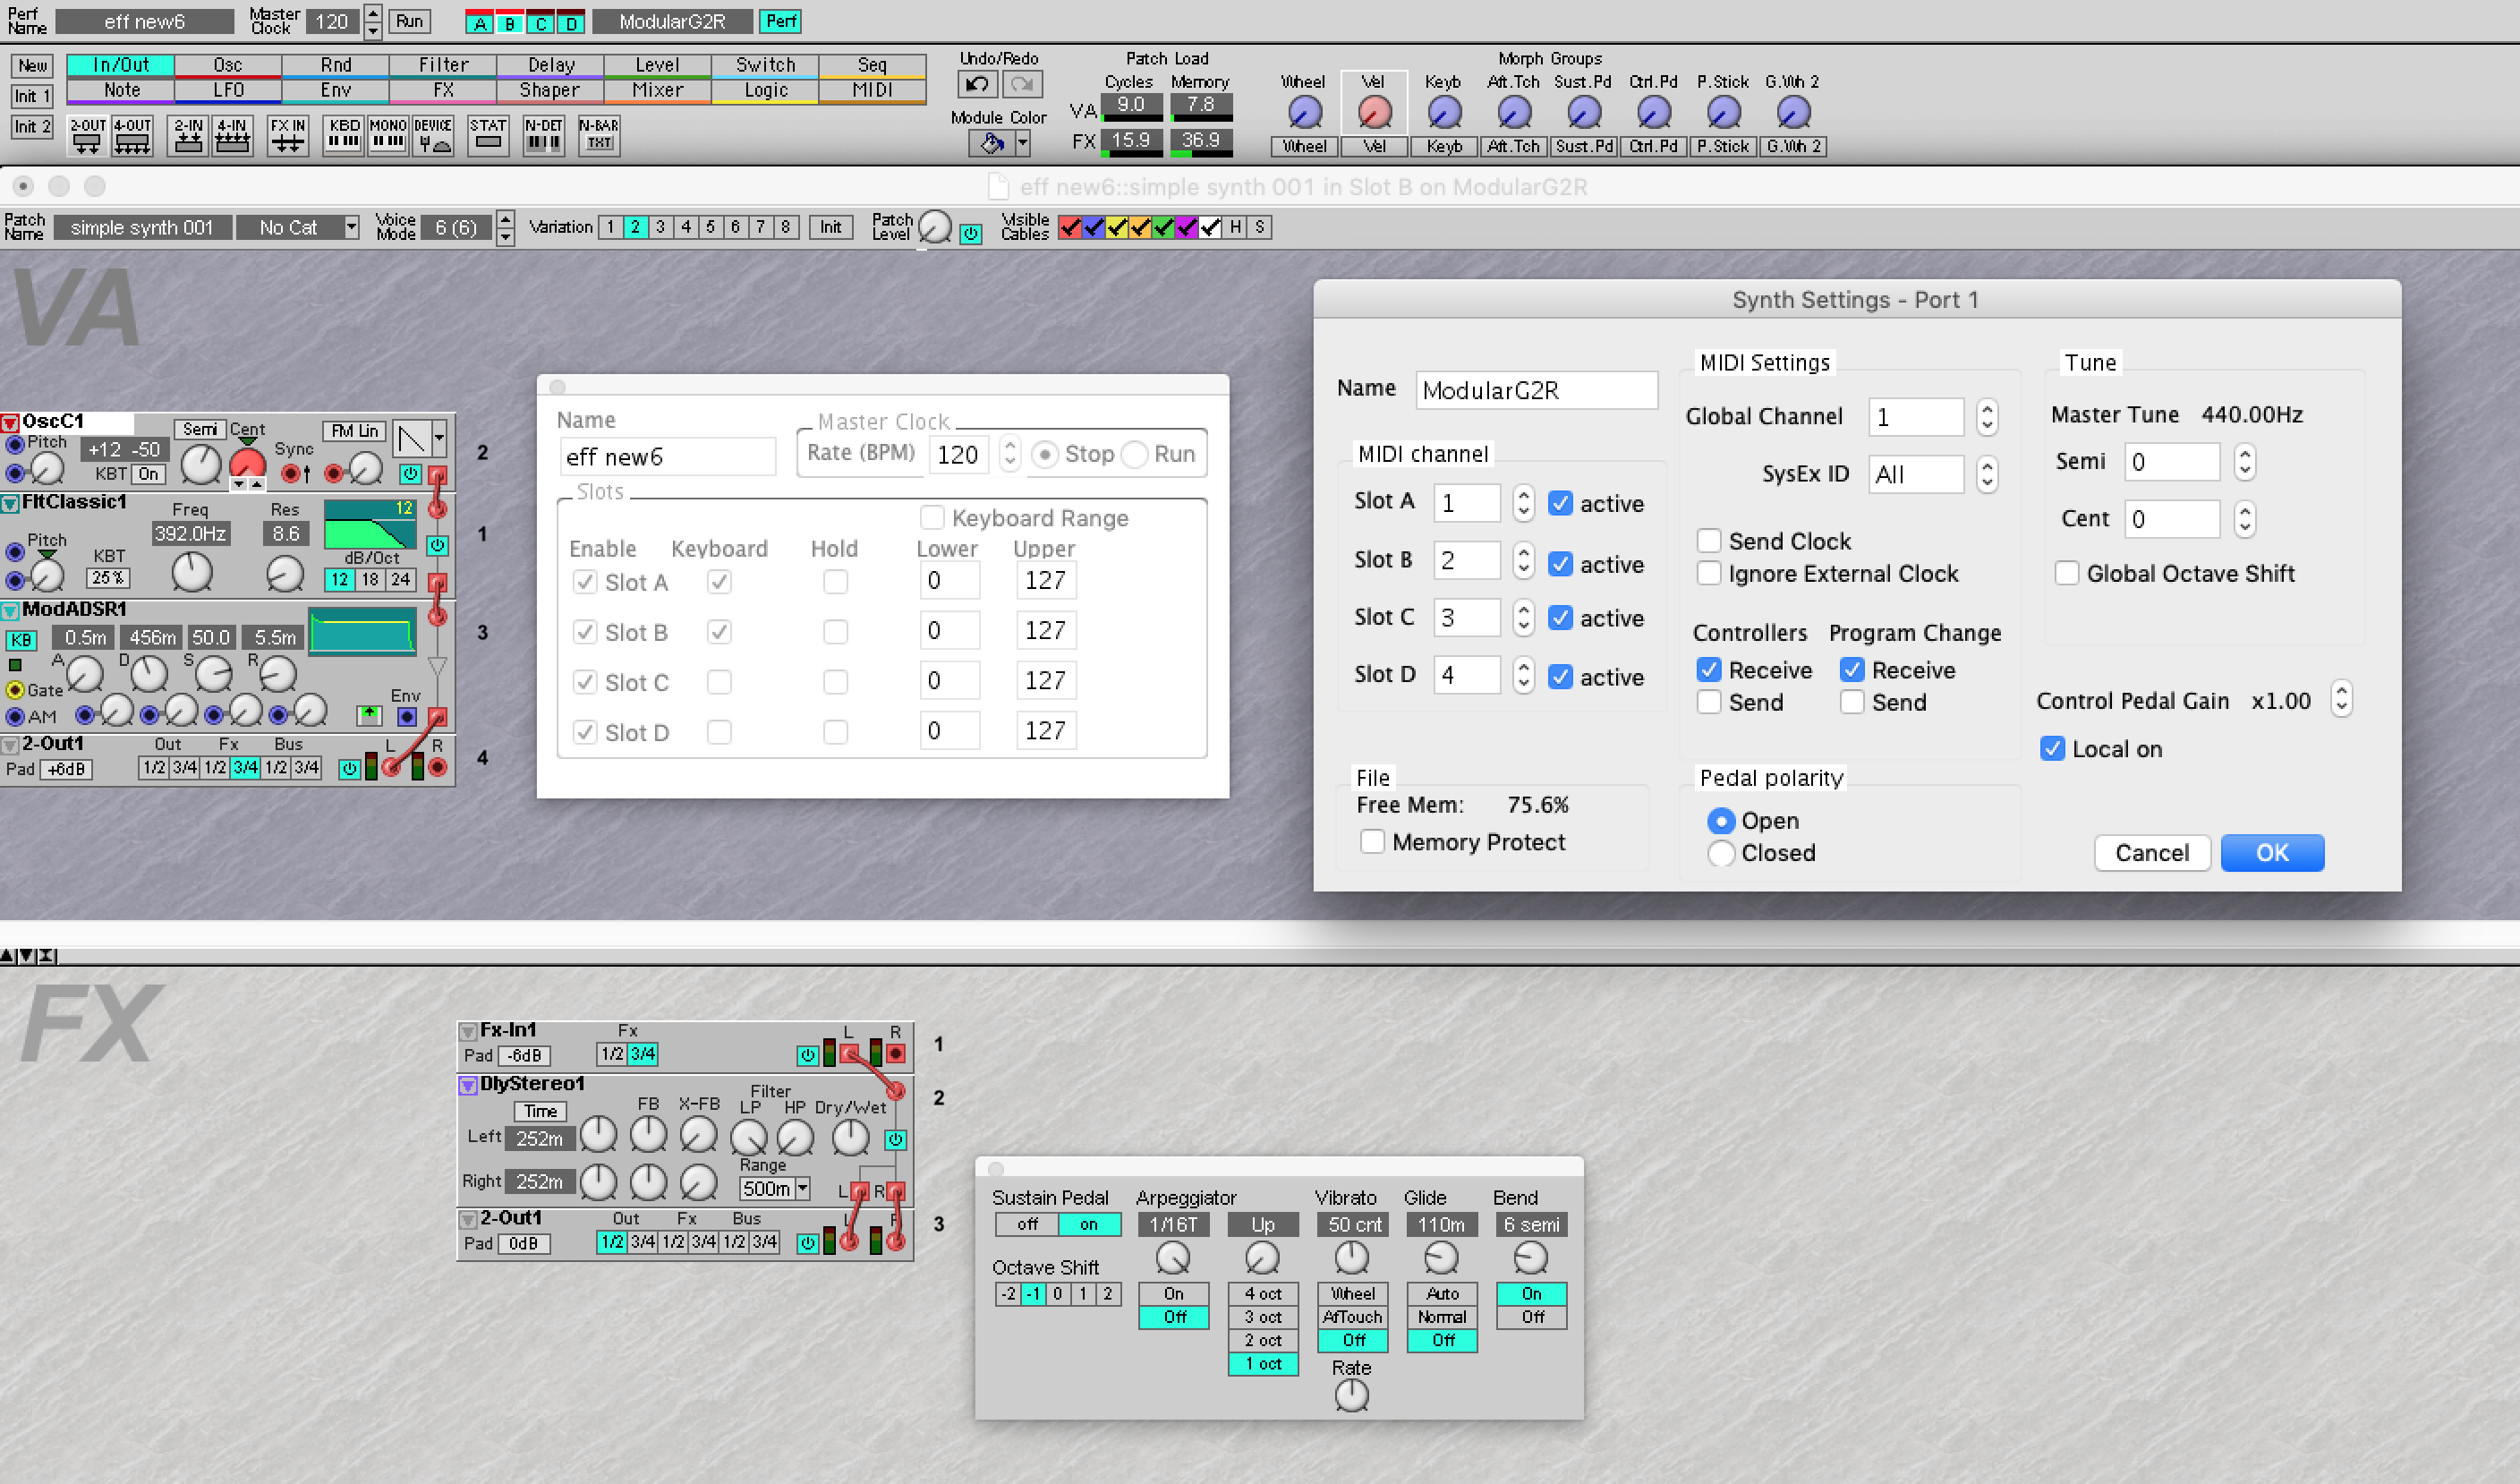 Perf Name eff new6 Master Clock 120 Run A B C D ModularG2R Perf
New In/Out Osc Rnd Filter Delay Level Switch Seq
Init 1 Note LFO Env FX Shaper Mixer Logic MIDI
Init 2 2-OUT 4-OUT 2-IN 4-IN FX IN KBD MONO DEVICE STAT N-DET N-BAR TXT
Undo/Redo
Module Color
Patch Load
Cycles Memory
VA 9.0 7.8
FX 15.9 36.9
Morph Groups
Wheel Vel Keyb Aft.Tch Sust.Pd Ctrl.Pd P.Stick G.Wh 2
Wheel Vel Keyb Aft.Tch Sust.Pd Ctrl.Pd P.Stick G.Wh 2
eff new6::simple synth 001 in Slot B on ModularG2R
Patch Name simple synth 001 No Cat Voice Mode 6 (6) Variation 1 2 3 4 5 6 7 8 Init Patch Level Visible Cables H S
VA
OscC1
Pitch +12 -50 Semi Cent Sync FM Lin
KBT On
2
FltClassic1
Freq Res 12
Pitch 392.0Hz 8.6
KBT dB/Oct
25% 12 18 24
1
ModADSR1
KB 0.5m 456m 50.0 5.5m
A D S R
Gate Env
AM
3
2-Out1 Out Fx Bus L R
Pad +6dB 1/2 3/4 1/2 3/4 1/2 3/4
4
Name
eff new6
Master Clock
Rate (BPM) 120 Stop Run
Slots
Keyboard Range
Enable Keyboard Hold Lower Upper
Slot A 0 127
Slot B 0 127
Slot C 0 127
Slot D 0 127
Synth Settings - Port 1
Name ModularG2R
MIDI channel
Slot A 1 active
Slot B 2 active
Slot C 3 active
Slot D 4 active
File
Free Mem: 75.6%
Memory Protect
MIDI Settings
Global Channel 1
SysEx ID All
Send Clock
Ignore External Clock
Controllers Program Change
Receive Receive
Send Send
Pedal polarity
Open
Closed
Tune
Master Tune 440.00Hz
Semi 0
Cent 0
Global Octave Shift
Control Pedal Gain x1.00
Local on
Cancel OK
FX
Fx-In1 Fx L R
Pad -6dB 1/2 3/4
1
DlyStereo1
Time FB X-FB Filter LP HP Dry/Wet
Left 252m
Range
Right 252m 500m L R
2
2-Out1 Out Fx Bus L R
Pad 0dB 1/2 3/4 1/2 3/4 1/2 3/4
3
Sustain Pedal Arpeggiator Vibrato Glide Bend
off on 1/16T Up 50 cnt 110m 6 semi
Octave Shift
-2 -1 0 1 2 On 4 oct Wheel Auto On
Off 3 oct AfTouch Normal Off
2 oct Off Off
1 oct Rate